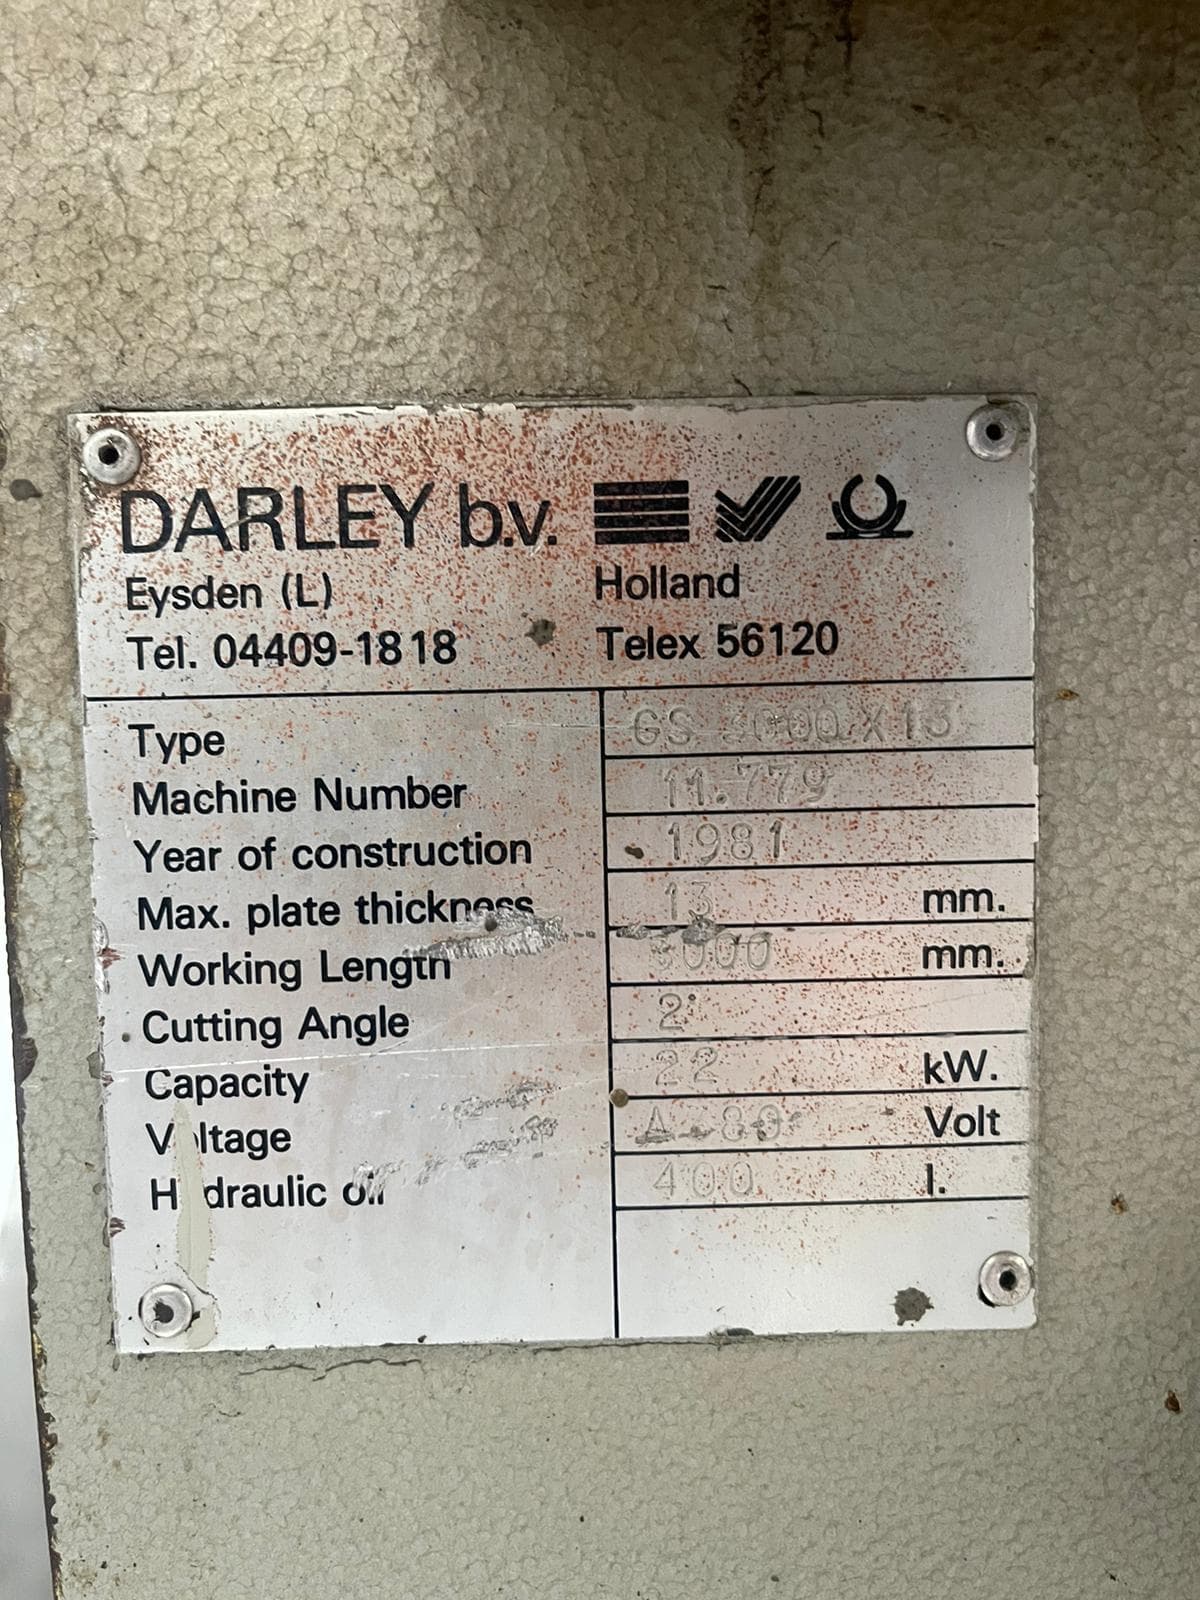 DARLEY b.v.
Eysden (L) Holland
Tel. 04409-1818 Telex 56120
Type GS 3000 X 13
Machine Number 11.779
Year of construction 1981
Max. plate thickness 13 mm.
Working Length 3000 mm.
Cutting Angle 2°
Capacity 22 kW.
Voltage Volt
Hydraulic oil 400 l.